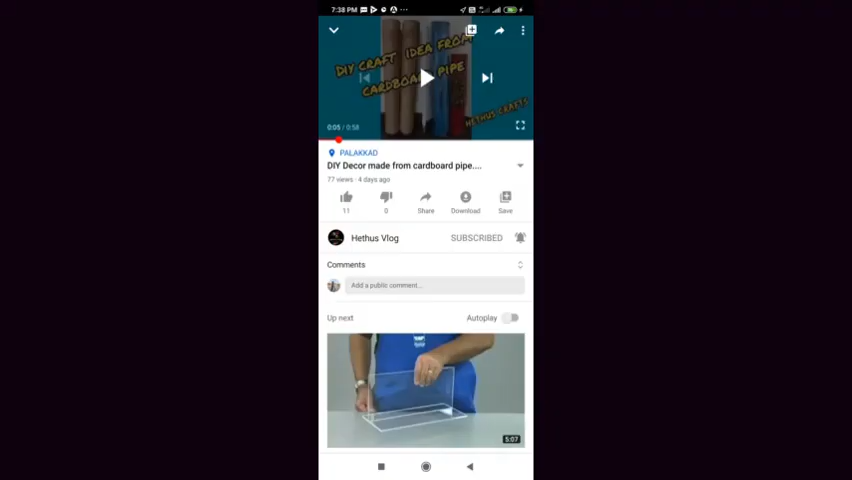 7:38 PM
DIY CRAFT IDEA FROM
CARDBOARD PIPE
HETHUS CRAFTS
0:05 / 0:58
PALAKKAD
DIY Decor made from cardboard pipe....
77 views · 4 days ago
11
0
Share
Download
Save
Hethus Vlog
SUBSCRIBED
Comments
Add a public comment...
Up next
Autoplay
5:07